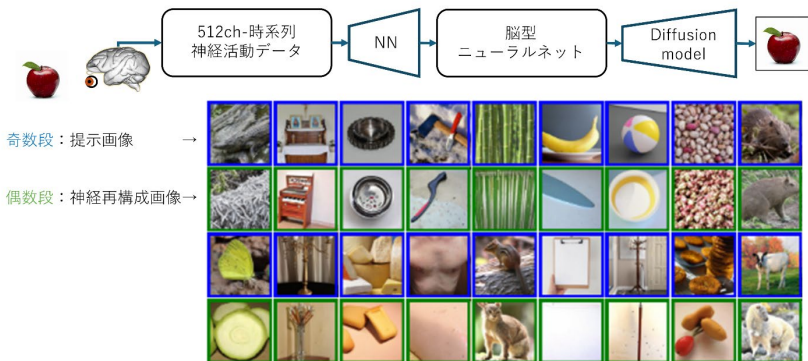 512ch-時系列
神経活動データ
NN
脳型
ニューラルネット
Diffusion
model
奇数段：提示画像 →
偶数段：神経再構成画像→